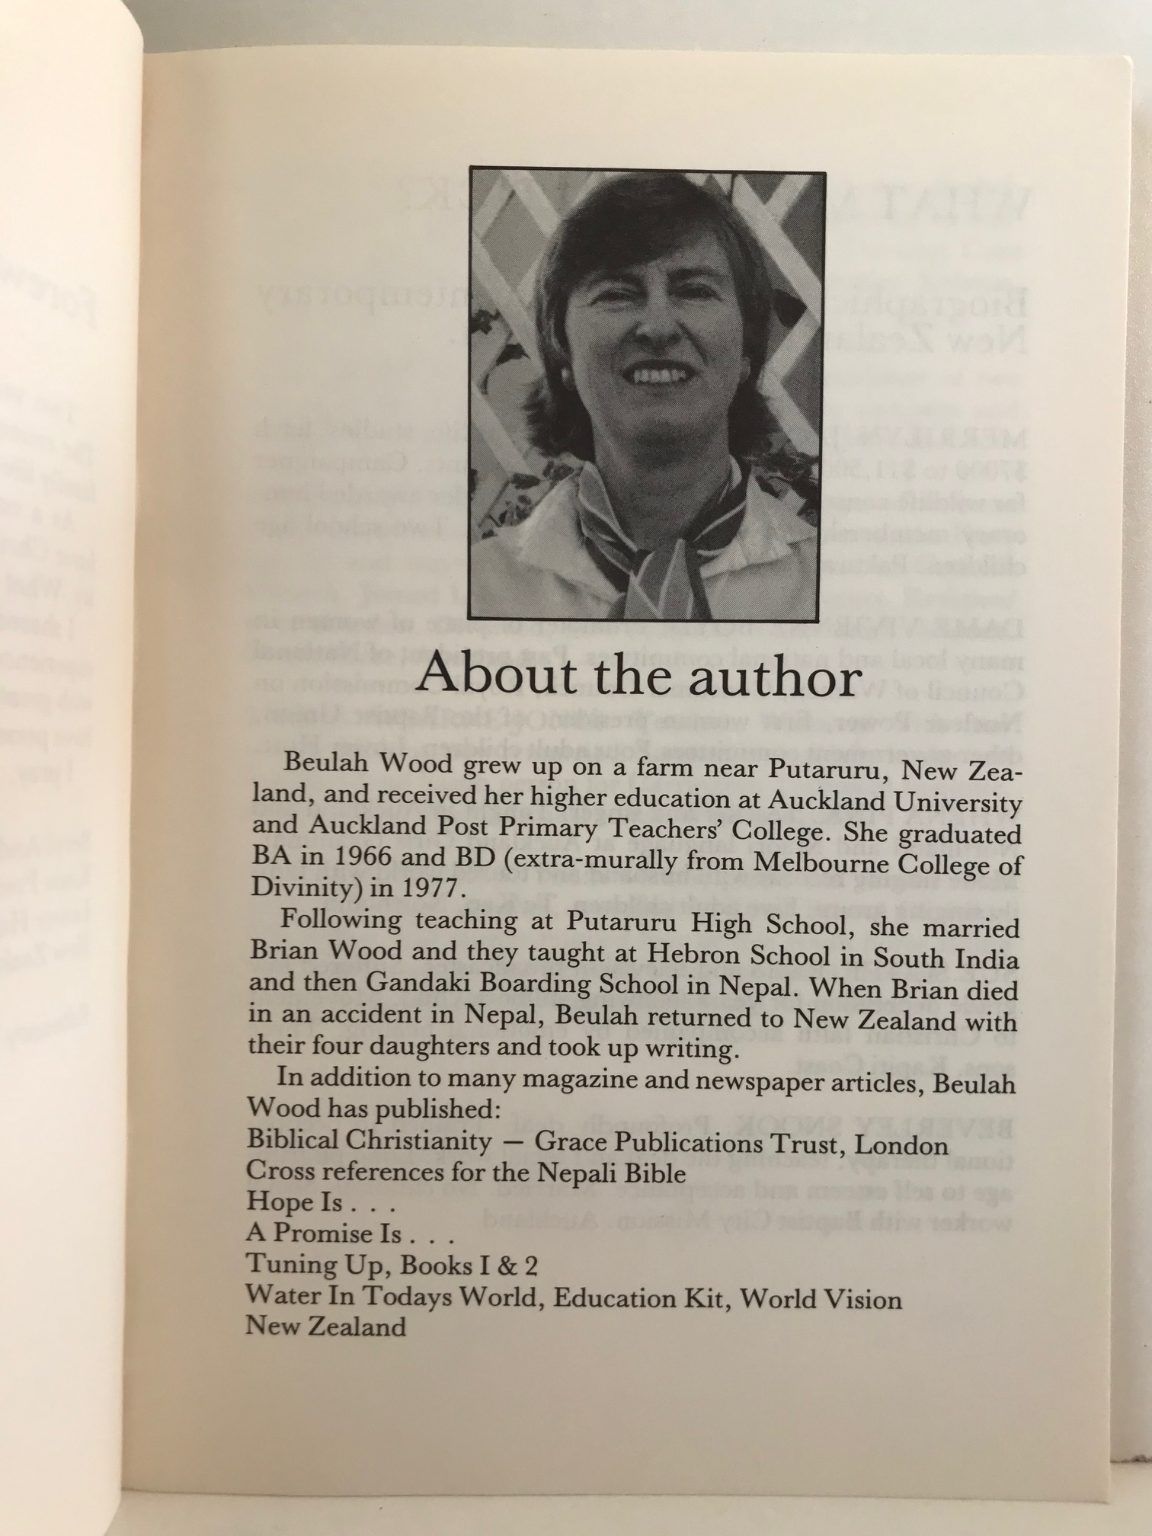 About the author
Beulah Wood grew up on a farm near Putaruru, New Zea-
land, and received her higher education at Auckland University
and Auckland Post Primary Teachers' College. She graduated
BA in 1966 and BD (extra-murally from Melbourne College of
Divinity) in 1977.
Following teaching at Putaruru High School, she married
Brian Wood and they taught at Hebron School in South India
and then Gandaki Boarding School in Nepal. When Brian died
in an accident in Nepal, Beulah returned to New Zealand with
their four daughters and took up writing.
In addition to many magazine and newspaper articles, Beulah
Wood has published:
Biblical Christianity — Grace Publications Trust, London
Cross references for the Nepali Bible
Hope Is . . .
A Promise Is . . .
Tuning Up, Books I & 2
Water In Todays World, Education Kit, World Vision
New Zealand